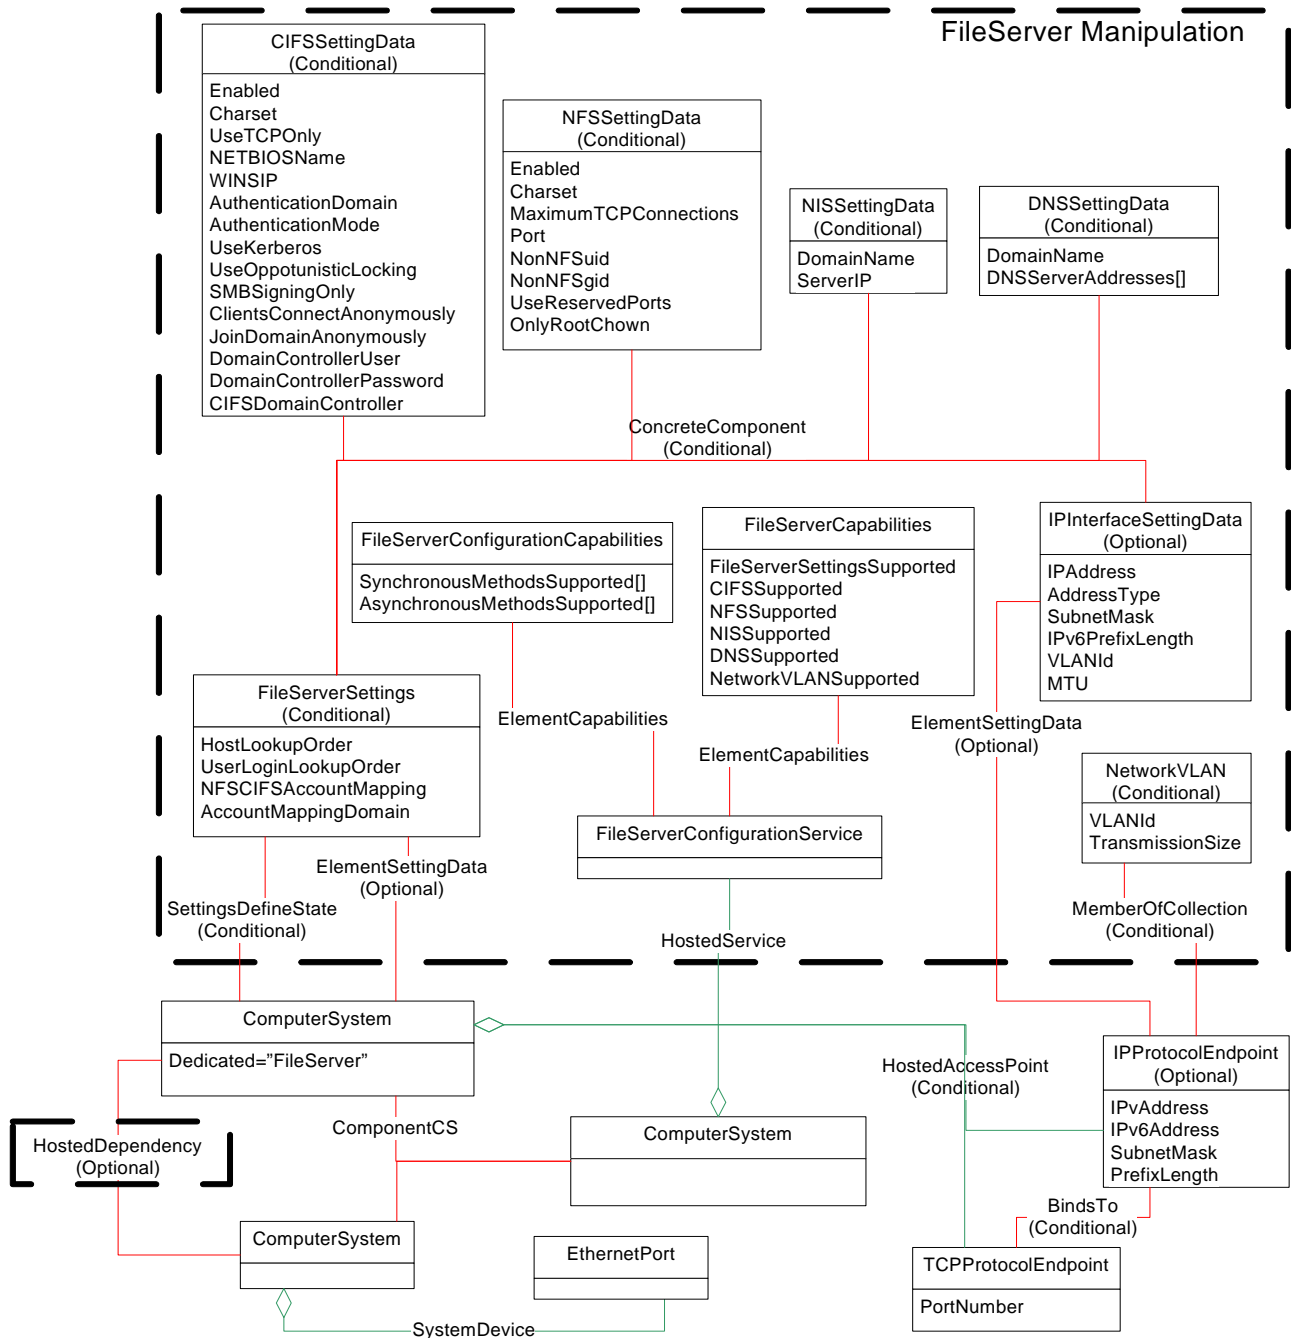 FileServer Manipulation
CIFSSettingData
(Conditional)
Enabled
Charset
UseTCPOnly
NETBIOSName
WINSIP
AuthenticationDomain
AuthenticationMode
UseKerberos
UseOppotunisticLocking
SMBSigningOnly
ClientsConnectAnonymously
JoinDomainAnonymously
DomainControllerUser
DomainControllerPassword
CIFSDomainController
NFSSettingData
(Conditional)
Enabled
Charset
MaximumTCPConnections
Port
NonNFSuid
NonNFSgid
UseReservedPorts
OnlyRootChown
NISSettingData
(Conditional)
DomainName
ServerIP
DNSSettingData
(Conditional)
DomainName
DNSServerAddresses[]
ConcreteComponent
(Conditional)
FileServerConfigurationCapabilities
SynchronousMethodsSupported[]
AsynchronousMethodsSupported[]
FileServerCapabilities
FileServerSettingsSupported
CIFSSupported
NFSSupported
NISSupported
DNSSupported
NetworkVLANSupported
IPInterfaceSettingData
(Optional)
IPAddress
AddressType
SubnetMask
IPv6PrefixLength
VLANId
MTU
FileServerSettings
(Conditional)
HostLookupOrder
UserLoginLookupOrder
NFSCIFSAccountMapping
AccountMappingDomain
ElementCapabilities
ElementCapabilities
ElementSettingData
(Optional)
NetworkVLAN
(Conditional)
VLANId
TransmissionSize
FileServerConfigurationService
ElementSettingData
(Optional)
SettingsDefineState
(Conditional)
HostedService
MemberOfCollection
(Conditional)
ComputerSystem
Dedicated=”FileServer”
HostedAccessPoint
(Conditional)
IPProtocolEndpoint
(Optional)
IPvAddress
IPv6Address
SubnetMask
PrefixLength
HostedDependency
(Optional)
ComponentCS
ComputerSystem
BindsTo
(Conditional)
ComputerSystem
EthernetPort
TCPProtocolEndpoint
PortNumber
SystemDevice